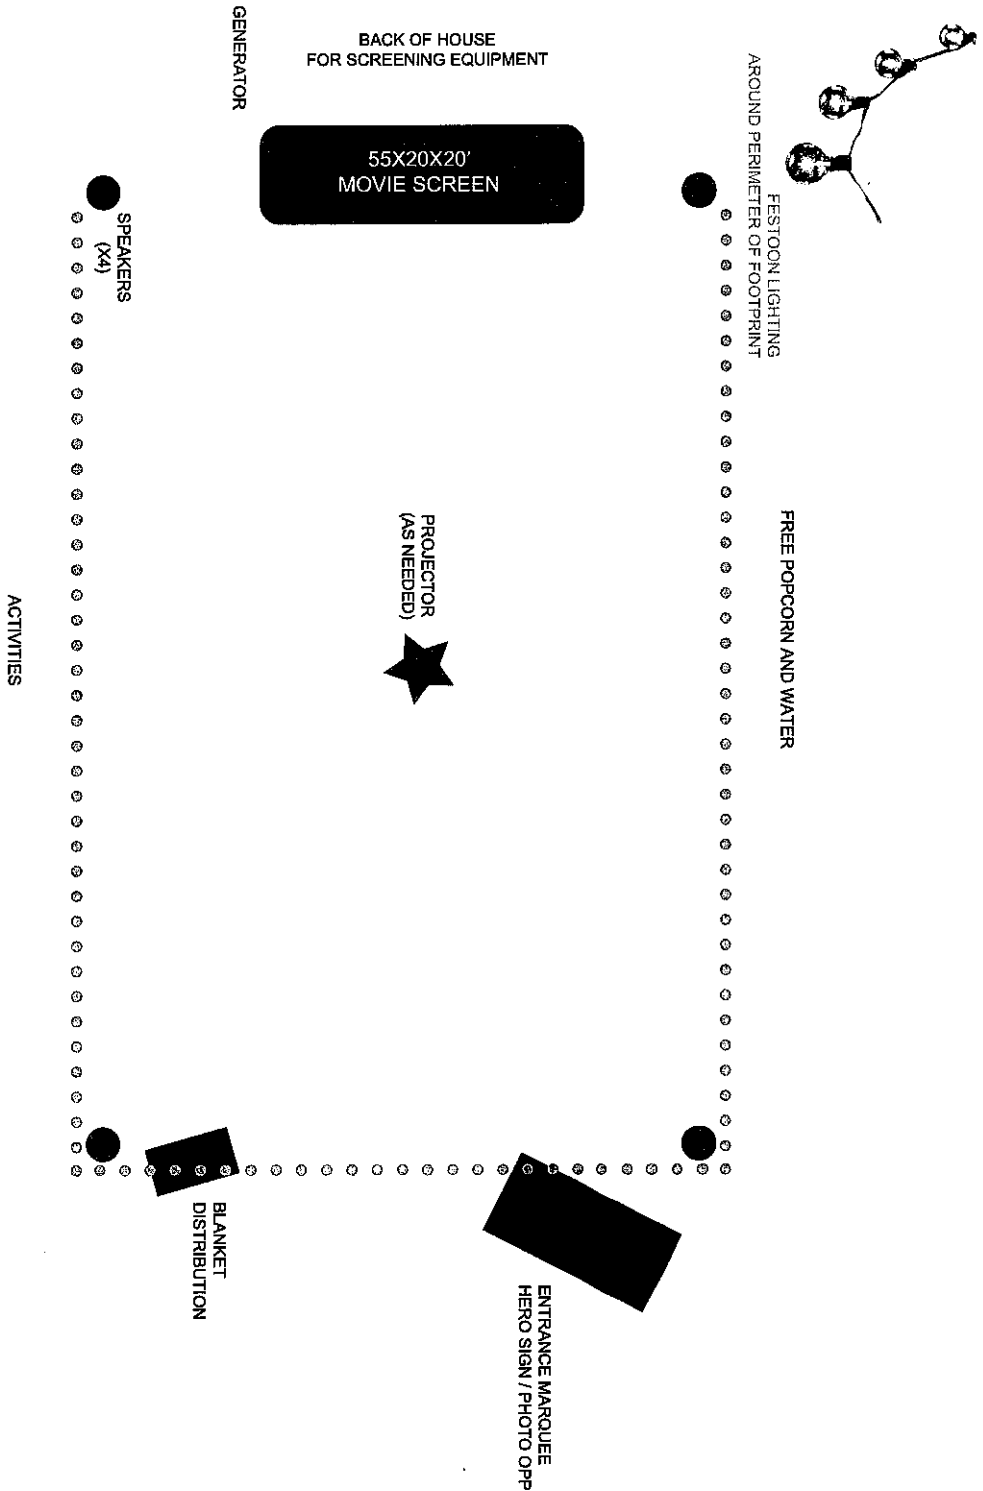 GENERATOR
BACK OF HOUSE
FOR SCREENING EQUIPMENT
55X20X20'
MOVIE SCREEN
FESTOON LIGHTING
AROUND PERIMETER OF FOOTPRINT
SPEAKERS
(X4)
PROJECTOR
(AS NEEDED)
FREE POPCORN AND WATER
ACTIVITIES
BLANKET
DISTRIBUTION
ENTRANCE MARQUEE
HERO SIGN / PHOTO OPP